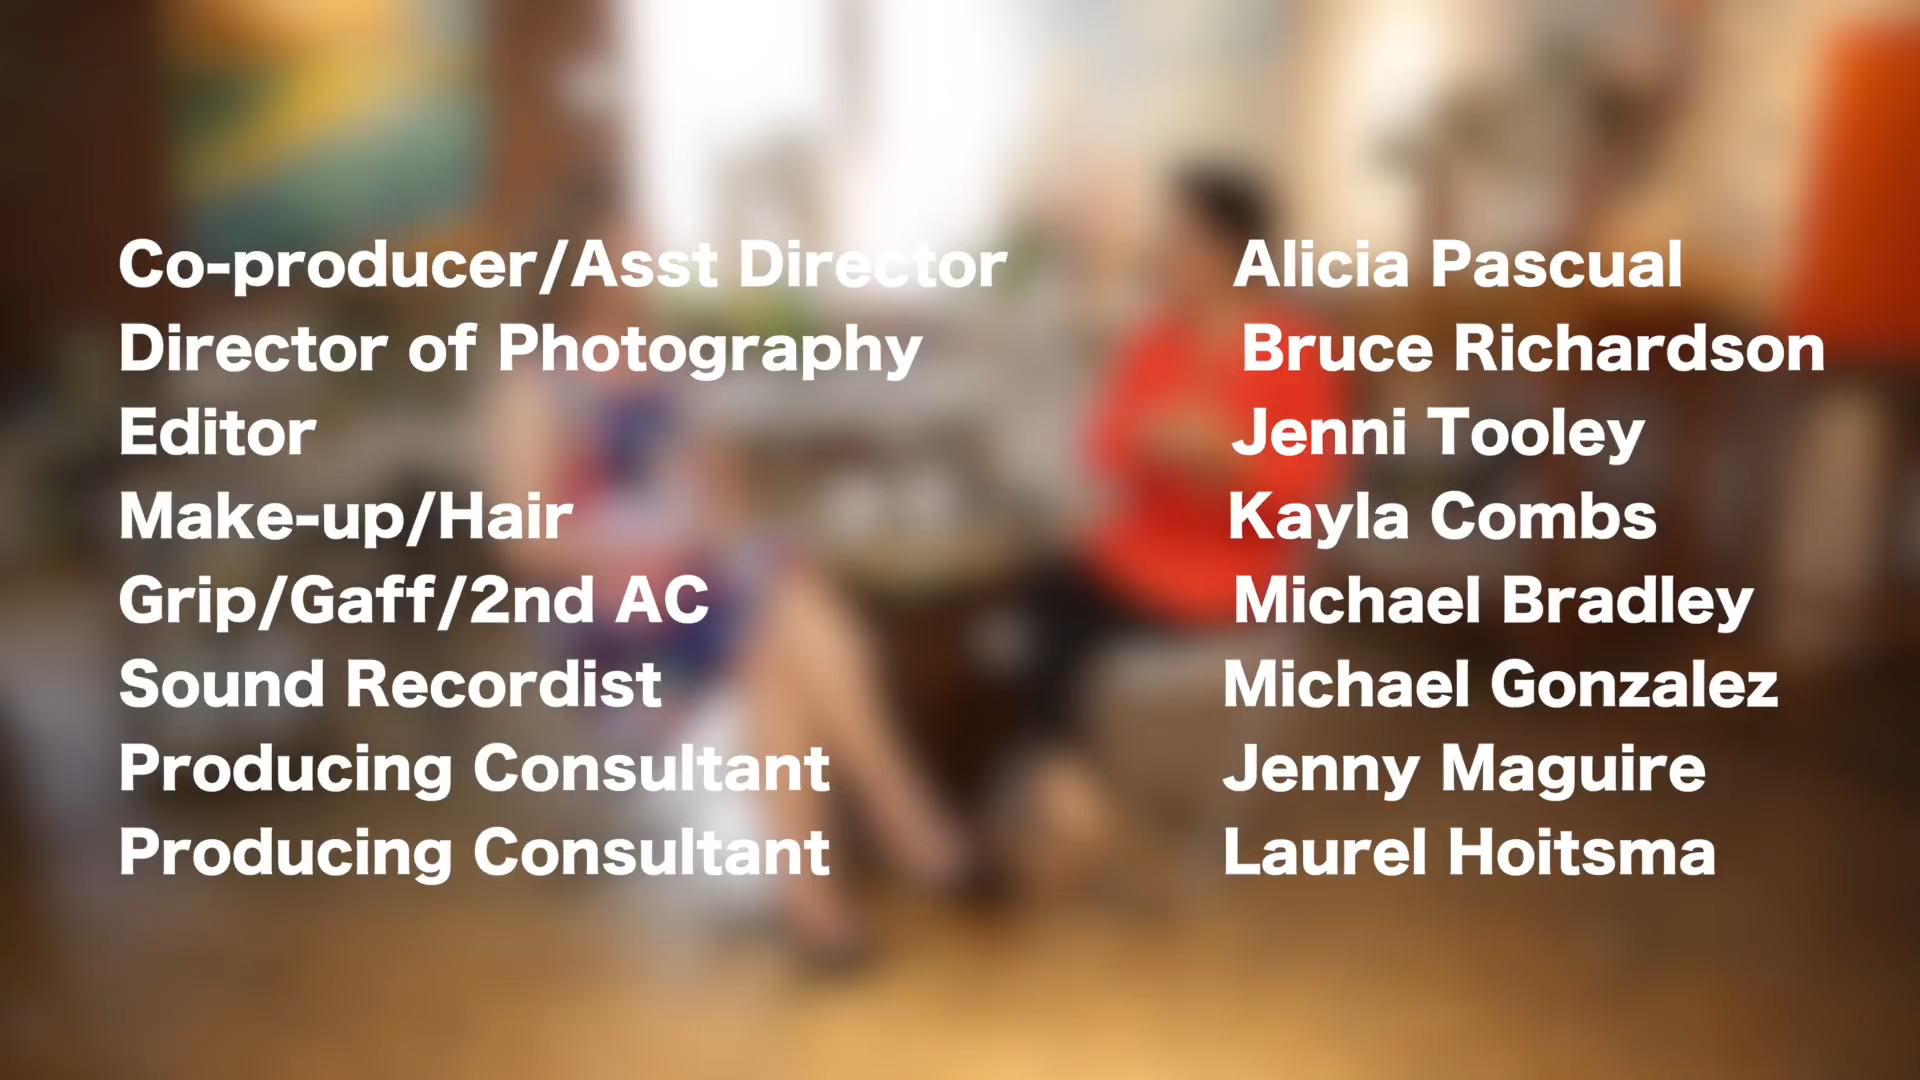 Co-producer/Asst Director Alicia Pascual
Director of Photography Bruce Richardson
Editor Jenni Tooley
Make-up/Hair Kayla Combs
Grip/Gaff/2nd AC Michael Bradley
Sound Recordist Michael Gonzalez
Producing Consultant Jenny Maguire
Producing Consultant Laurel Hoitsma